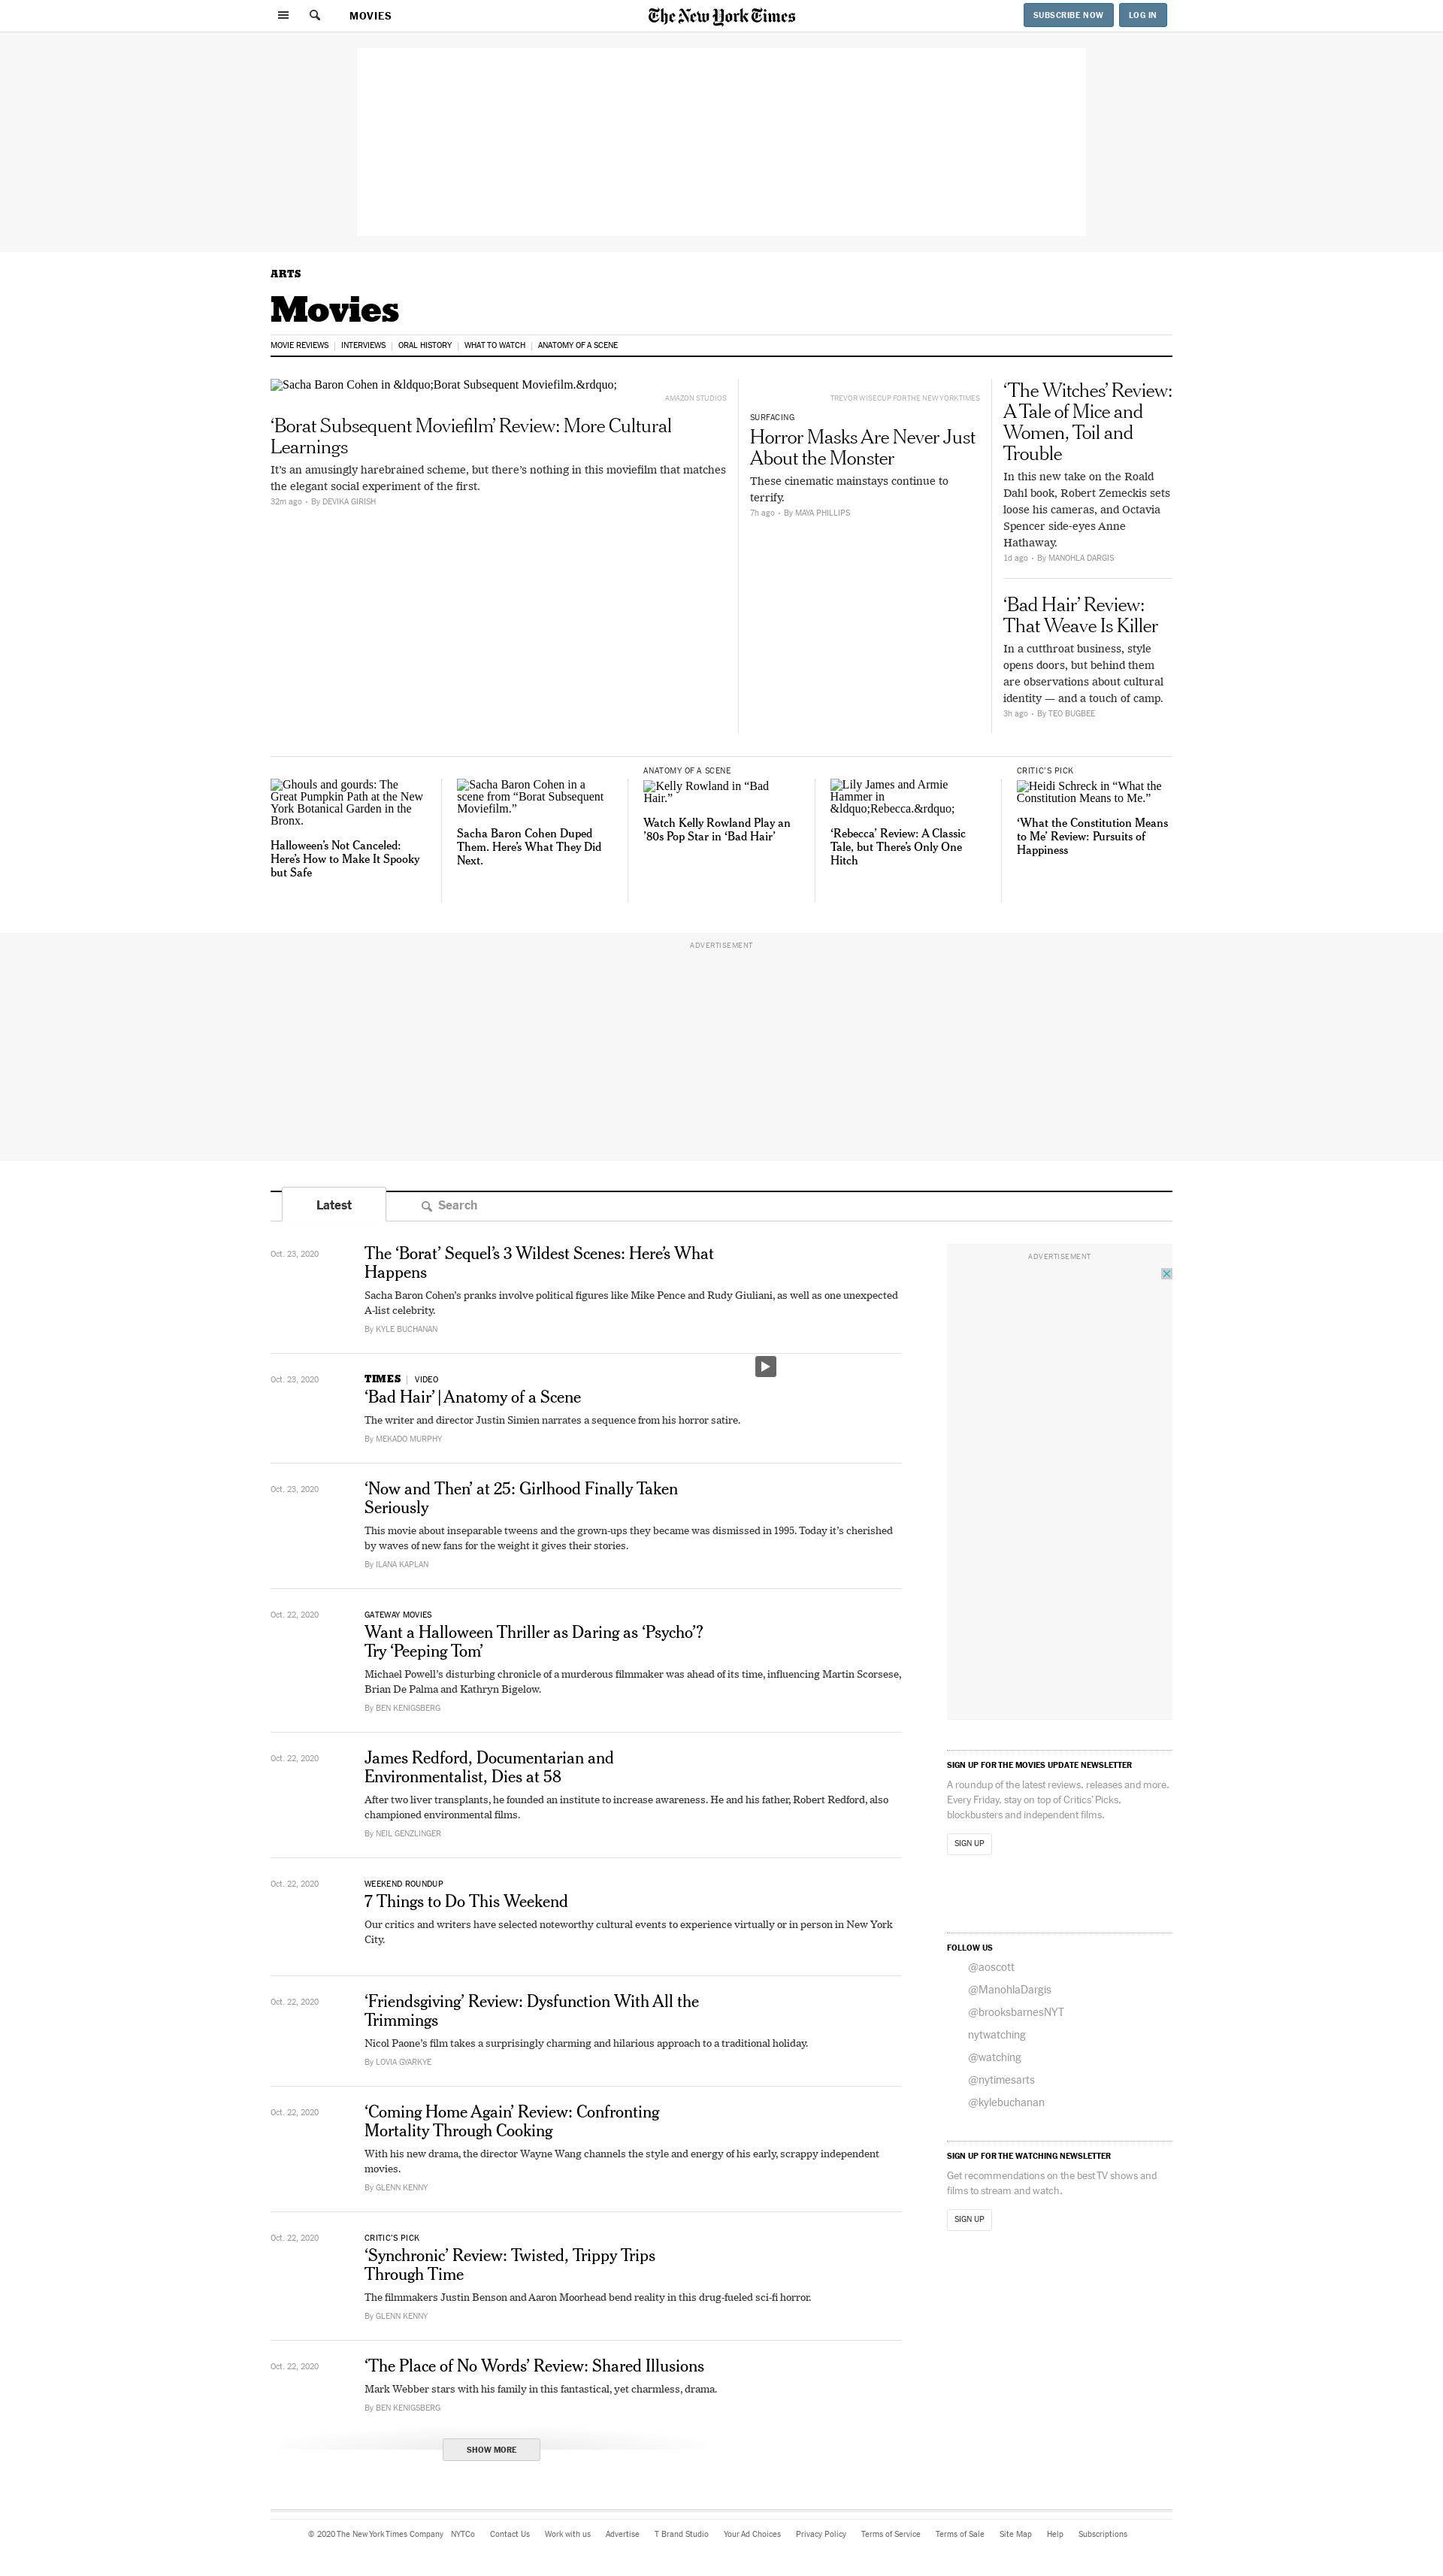 MOVIES
The New York Times
SUBSCRIBE NOW
LOG IN
ARTS
Movies
MOVIE REVIEWS | INTERVIEWS | ORAL HISTORY | WHAT TO WATCH | ANATOMY OF A SCENE
Sacha Baron Cohen in &ldquo;Borat Subsequent Moviefilm.&rdquo;
AMAZON STUDIOS
‘Borat Subsequent Moviefilm’ Review: More Cultural
Learnings
It’s an amusingly harebrained scheme, but there’s nothing in this moviefilm that matches
the elegant social experiment of the first.
32m ago • By DEVIKA GIRISH
TREVOR WISECUP FOR THE NEW YORK TIMES
SURFACING
Horror Masks Are Never Just
About the Monster
These cinematic mainstays continue to
terrify.
7h ago • By MAYA PHILLIPS
‘The Witches’ Review:
A Tale of Mice and
Women, Toil and
Trouble
In this new take on the Roald
Dahl book, Robert Zemeckis sets
loose his cameras, and Octavia
Spencer side-eyes Anne
Hathaway.
1d ago • By MANOHLA DARGIS
‘Bad Hair’ Review:
That Weave Is Killer
In a cutthroat business, style
opens doors, but behind them
are observations about cultural
identity — and a touch of camp.
3h ago • By TEO BUGBEE
Ghouls and gourds: The
Great Pumpkin Path at the New
York Botanical Garden in the
Bronx.
Halloween’s Not Canceled:
Here’s How to Make It Spooky
but Safe
Sacha Baron Cohen in a
scene from “Borat Subsequent
Moviefilm.”
Sacha Baron Cohen Duped
Them. Here’s What They Did
Next.
ANATOMY OF A SCENE
Kelly Rowland in “Bad
Hair.”
Watch Kelly Rowland Play an
’80s Pop Star in ‘Bad Hair’
Lily James and Armie
Hammer in
&ldquo;Rebecca.&rdquo;
‘Rebecca’ Review: A Classic
Tale, but There’s Only One
Hitch
CRITIC’S PICK
Heidi Schreck in “What the
Constitution Means to Me.”
‘What the Constitution Means
to Me’ Review: Pursuits of
Happiness
ADVERTISEMENT
Latest
Search
Oct. 23, 2020
The ‘Borat’ Sequel’s 3 Wildest Scenes: Here’s What
Happens
Sacha Baron Cohen’s pranks involve political figures like Mike Pence and Rudy Giuliani, as well as one unexpected
A-list celebrity.
By KYLE BUCHANAN
Oct. 23, 2020
TIMES | VIDEO
‘Bad Hair’ | Anatomy of a Scene
The writer and director Justin Simien narrates a sequence from his horror satire.
By MEKADO MURPHY
Oct. 23, 2020
‘Now and Then’ at 25: Girlhood Finally Taken
Seriously
This movie about inseparable tweens and the grown-ups they became was dismissed in 1995. Today it’s cherished
by waves of new fans for the weight it gives their stories.
By ILANA KAPLAN
Oct. 22, 2020
GATEWAY MOVIES
Want a Halloween Thriller as Daring as ‘Psycho’?
Try ‘Peeping Tom’
Michael Powell’s disturbing chronicle of a murderous filmmaker was ahead of its time, influencing Martin Scorsese,
Brian De Palma and Kathryn Bigelow.
By BEN KENIGSBERG
Oct. 22, 2020
James Redford, Documentarian and
Environmentalist, Dies at 58
After two liver transplants, he founded an institute to increase awareness. He and his father, Robert Redford, also
championed environmental films.
By NEIL GENZLINGER
Oct. 22, 2020
WEEKEND ROUNDUP
7 Things to Do This Weekend
Our critics and writers have selected noteworthy cultural events to experience virtually or in person in New York
City.
Oct. 22, 2020
‘Friendsgiving’ Review: Dysfunction With All the
Trimmings
Nicol Paone’s film takes a surprisingly charming and hilarious approach to a traditional holiday.
By LOVIA GYARKYE
Oct. 22, 2020
‘Coming Home Again’ Review: Confronting
Mortality Through Cooking
With his new drama, the director Wayne Wang channels the style and energy of his early, scrappy independent
movies.
By GLENN KENNY
Oct. 22, 2020
CRITIC’S PICK
‘Synchronic’ Review: Twisted, Trippy Trips
Through Time
The filmmakers Justin Benson and Aaron Moorhead bend reality in this drug-fueled sci-fi horror.
By GLENN KENNY
Oct. 22, 2020
‘The Place of No Words’ Review: Shared Illusions
Mark Webber stars with his family in this fantastical, yet charmless, drama.
By BEN KENIGSBERG
SHOW MORE
ADVERTISEMENT
SIGN UP FOR THE MOVIES UPDATE NEWSLETTER
A roundup of the latest reviews, releases and more.
Every Friday, stay on top of Critics’ Picks,
blockbusters and independent films.
SIGN UP
FOLLOW US
@aoscott
@ManohlaDargis
@brooksbarnesNYT
nytwatching
@watching
@nytimesarts
@kylebuchanan
SIGN UP FOR THE WATCHING NEWSLETTER
Get recommendations on the best TV shows and
films to stream and watch.
SIGN UP
© 2020 The New York Times Company NYTCo Contact Us Work with us Advertise T Brand Studio Your Ad Choices Privacy Policy Terms of Service Terms of Sale Site Map Help Subscriptions